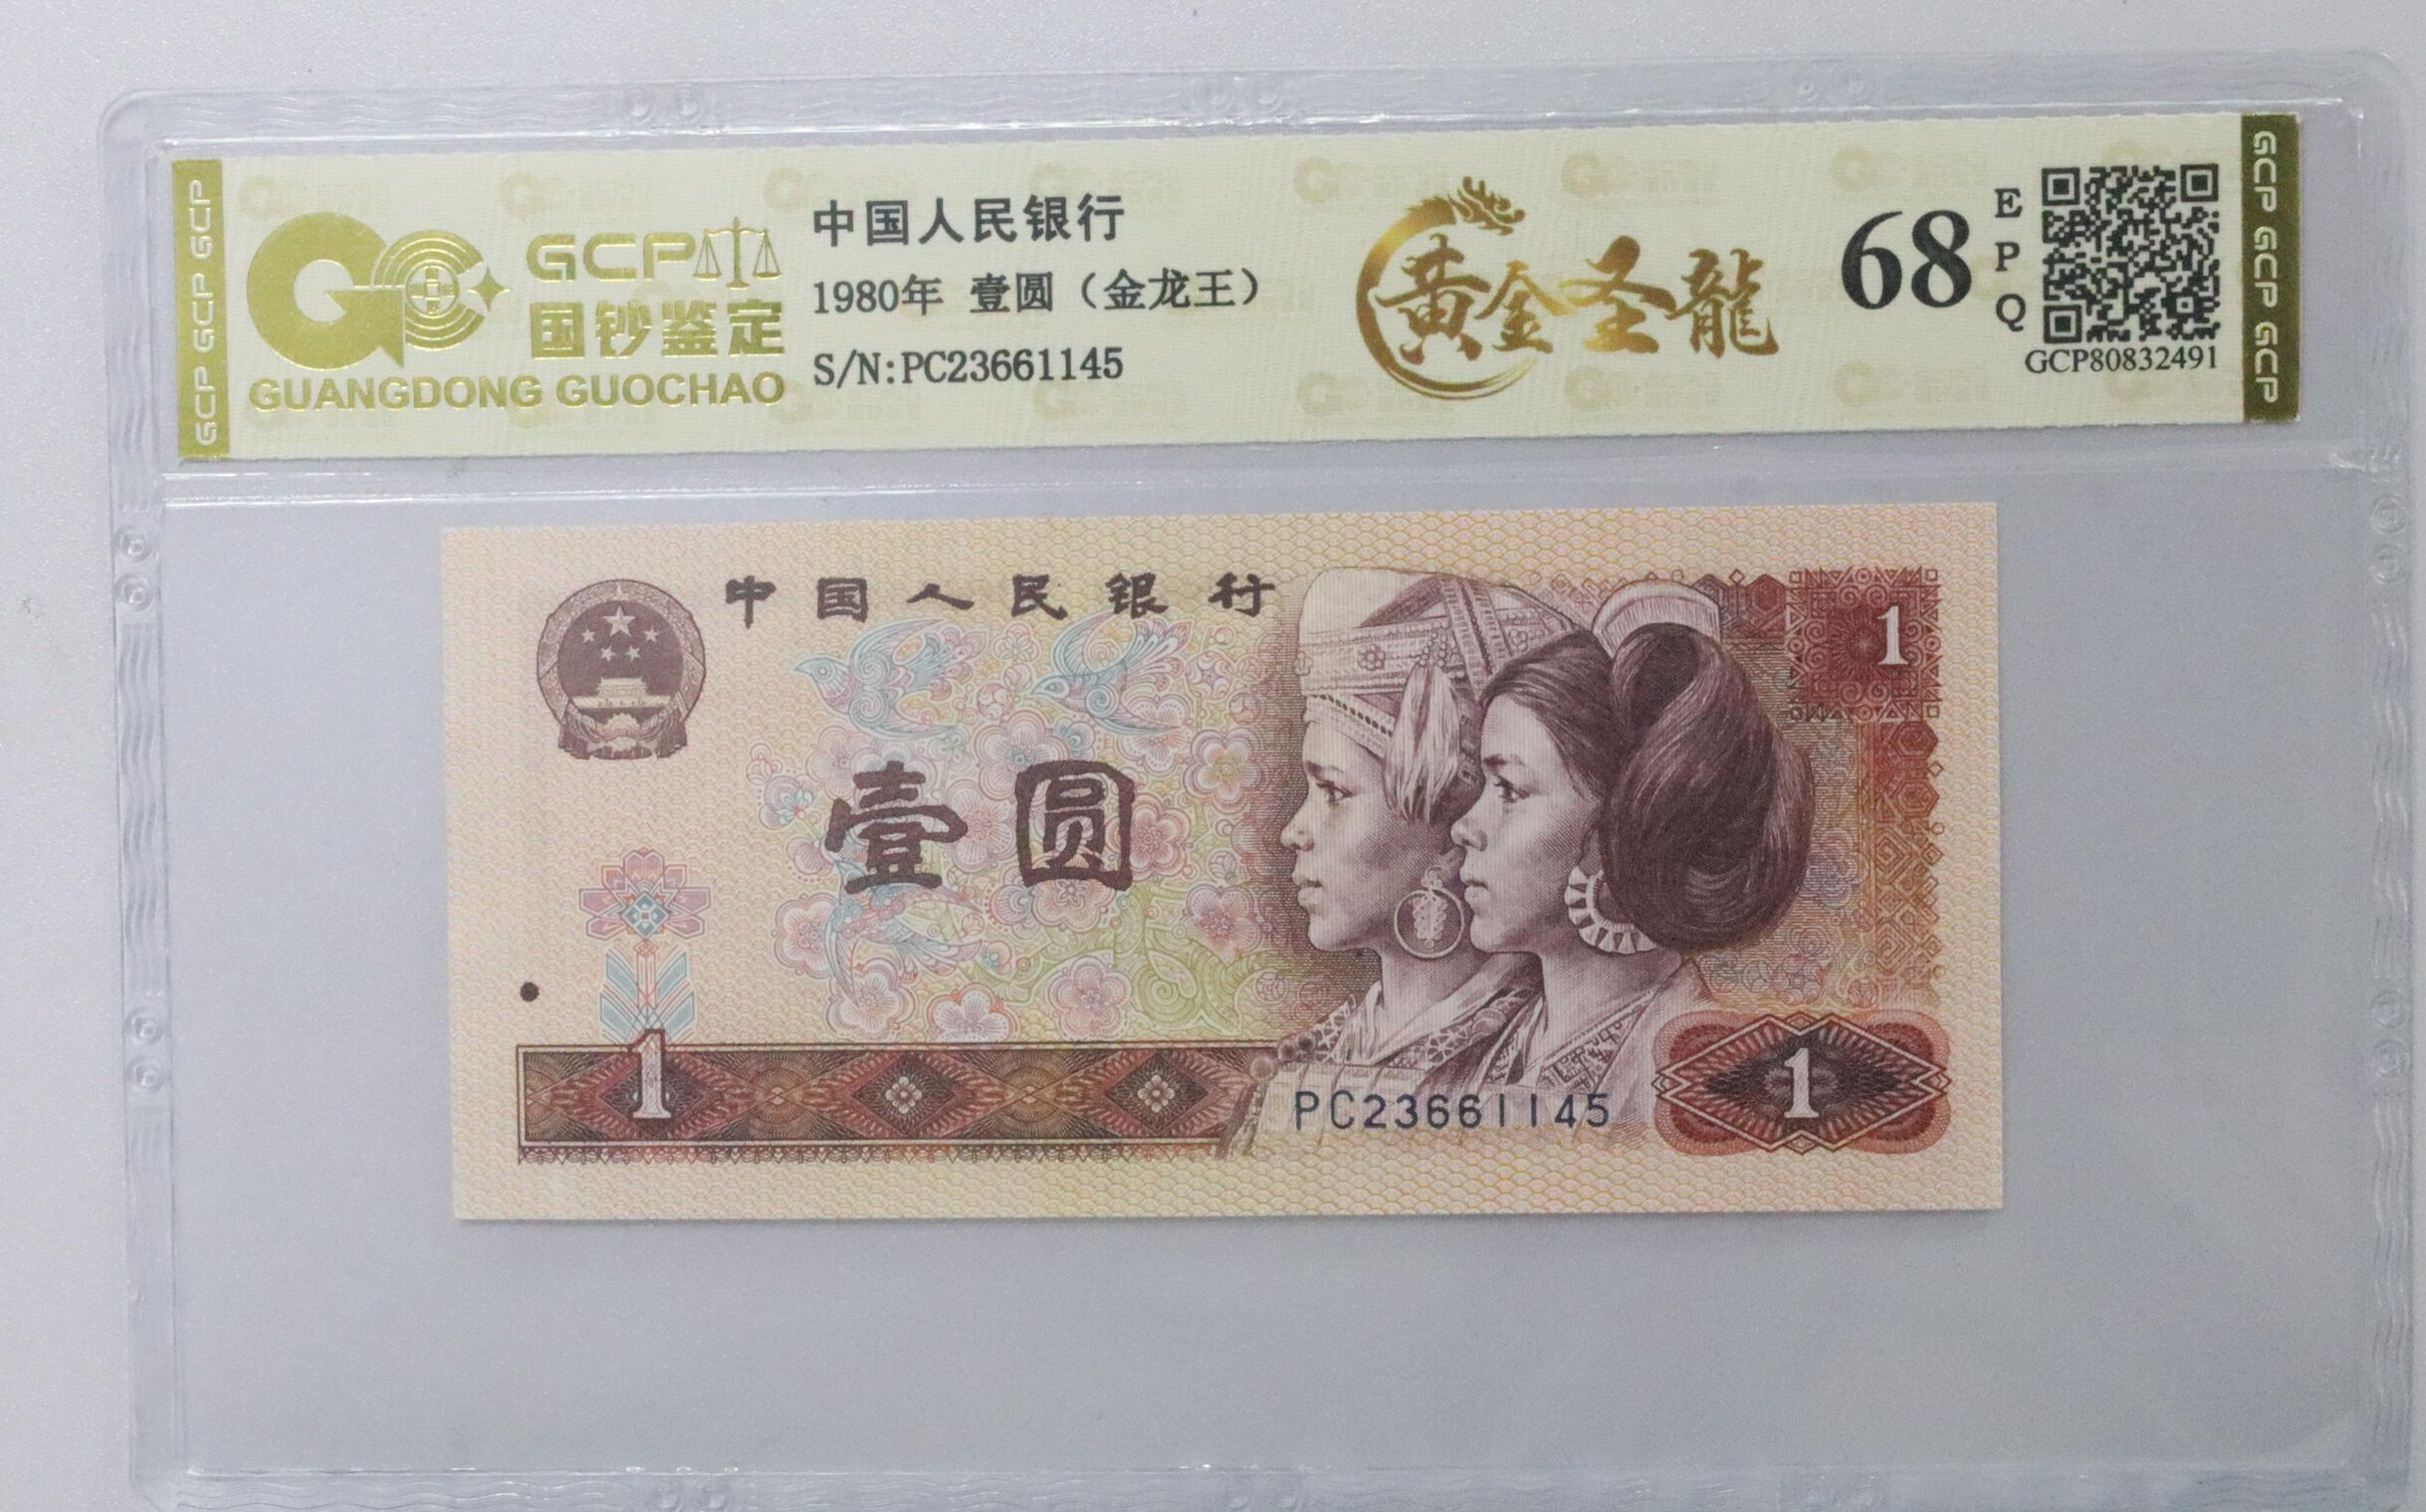 GCP GCP GCP
GCP
国钞鉴定
GUANGDONG GUOCHAO
中国人民银行
1980年 壹圆（金龙王）
S/N:PC23661145
黄金圣龍
68
EPQ
GCP80832491
GCP GCP GCP
中国人民银行
1
壹圆
1
PC23661145
1